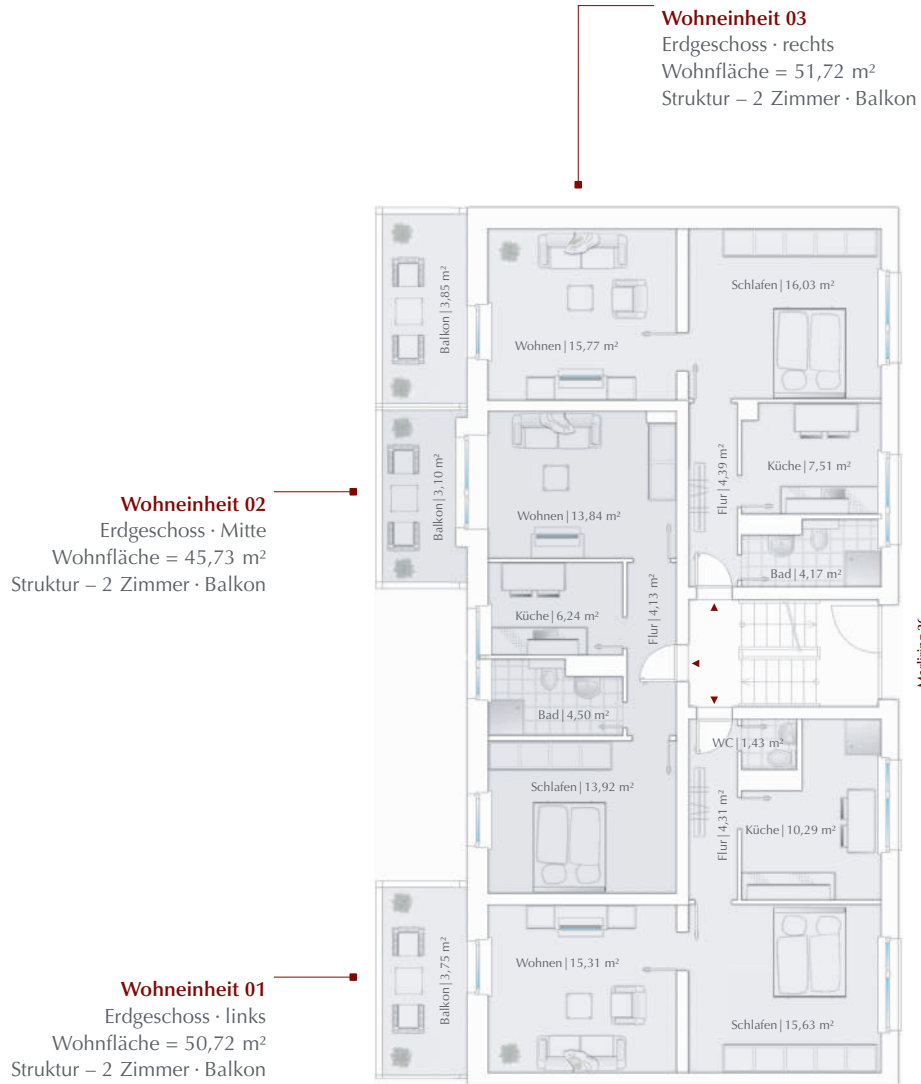 Wohneinheit 03
Erdgeschoss · rechts
Wohnfläche = 51,72 m²
Struktur – 2 Zimmer · Balkon
Balkon | 3,85 m²
Wohnen | 15,77 m²
Schlafen | 16,03 m²
Flur | 4,39 m²
Küche | 7,51 m²
Bad | 4,17 m²
Wohneinheit 02
Erdgeschoss · Mitte
Wohnfläche = 45,73 m²
Struktur – 2 Zimmer · Balkon
Balkon | 3,10 m²
Wohnen | 13,84 m²
Küche | 6,24 m²
Flur | 4,13 m²
Bad | 4,50 m²
Schlafen | 13,92 m²
WC | 1,43 m²
Flur | 4,31 m²
Küche | 10,29 m²
Wohneinheit 01
Erdgeschoss · links
Wohnfläche = 50,72 m²
Struktur – 2 Zimmer · Balkon
Balkon | 3,75 m²
Wohnen | 15,31 m²
Schlafen | 15,63 m²